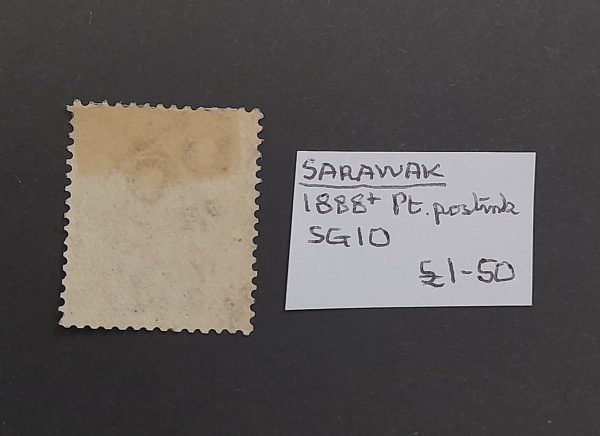 SARAWAK
1888+ Pt. postmk
SG10
£1-50